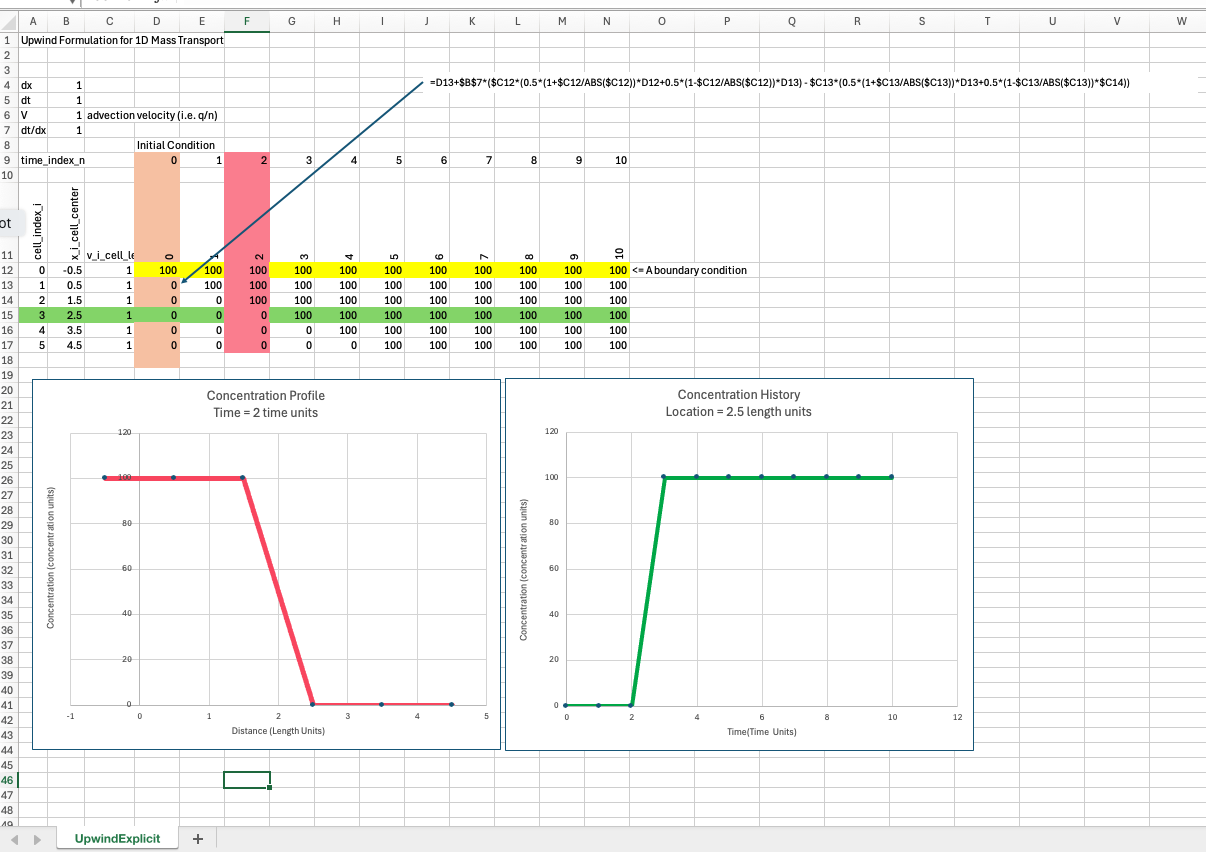 A B C D E F G H I J K L M N O P Q R S T U V W
1 Upwind Formulation for 1D Mass Transport
2
3
=D13+$B$7*($C12*(0.5*(1+$C12/ABS($C12))*D12+0.5*(1-$C12/ABS($C12))*D13) - $C13*(0.5*(1+$C13/ABS($C13))*D13+0.5*(1-$C13/ABS($C13))*$C14))
4 dx 1
5 dt 1
6 V 1 advection velocity (i.e. q/n)
7 dt/dx 1
8 Initial Condition
9 time_index_n 0 1 2 3 4 5 6 7 8 9 10
10
11 cell_index_i x_i_cell_center v_i_cell_le 0 1 2 3 4 5 6 7 8 9 10
12 0 -0.5 1 100 100 100 100 100 100 100 100 100 100 100 <= A boundary condition
13 1 0.5 1 0 100 100 100 100 100 100 100 100 100 100
14 2 1.5 1 0 0 100 100 100 100 100 100 100 100 100
15 3 2.5 1 0 0 0 100 100 100 100 100 100 100 100
16 4 3.5 1 0 0 0 0 100 100 100 100 100 100 100
17 5 4.5 1 0 0 0 0 0 100 100 100 100 100 100
18
19
20
21
22
23
24
25
26
27
28
29
30
31
32
33
34
35
36
37
38
39
40
41
42
43
44
45
46
47
48
49
ot
Concentration Profile
Time = 2 time units
Concentration (concentration units)
120
100
80
60
40
20
0
-1 0 1 2 3 4 5
Distance (Length Units)
Concentration History
Location = 2.5 length units
Concentration (concentration units)
120
100
80
60
40
20
0
0 2 4 6 8 10 12
Time(Time Units)
UpwindExplicit +